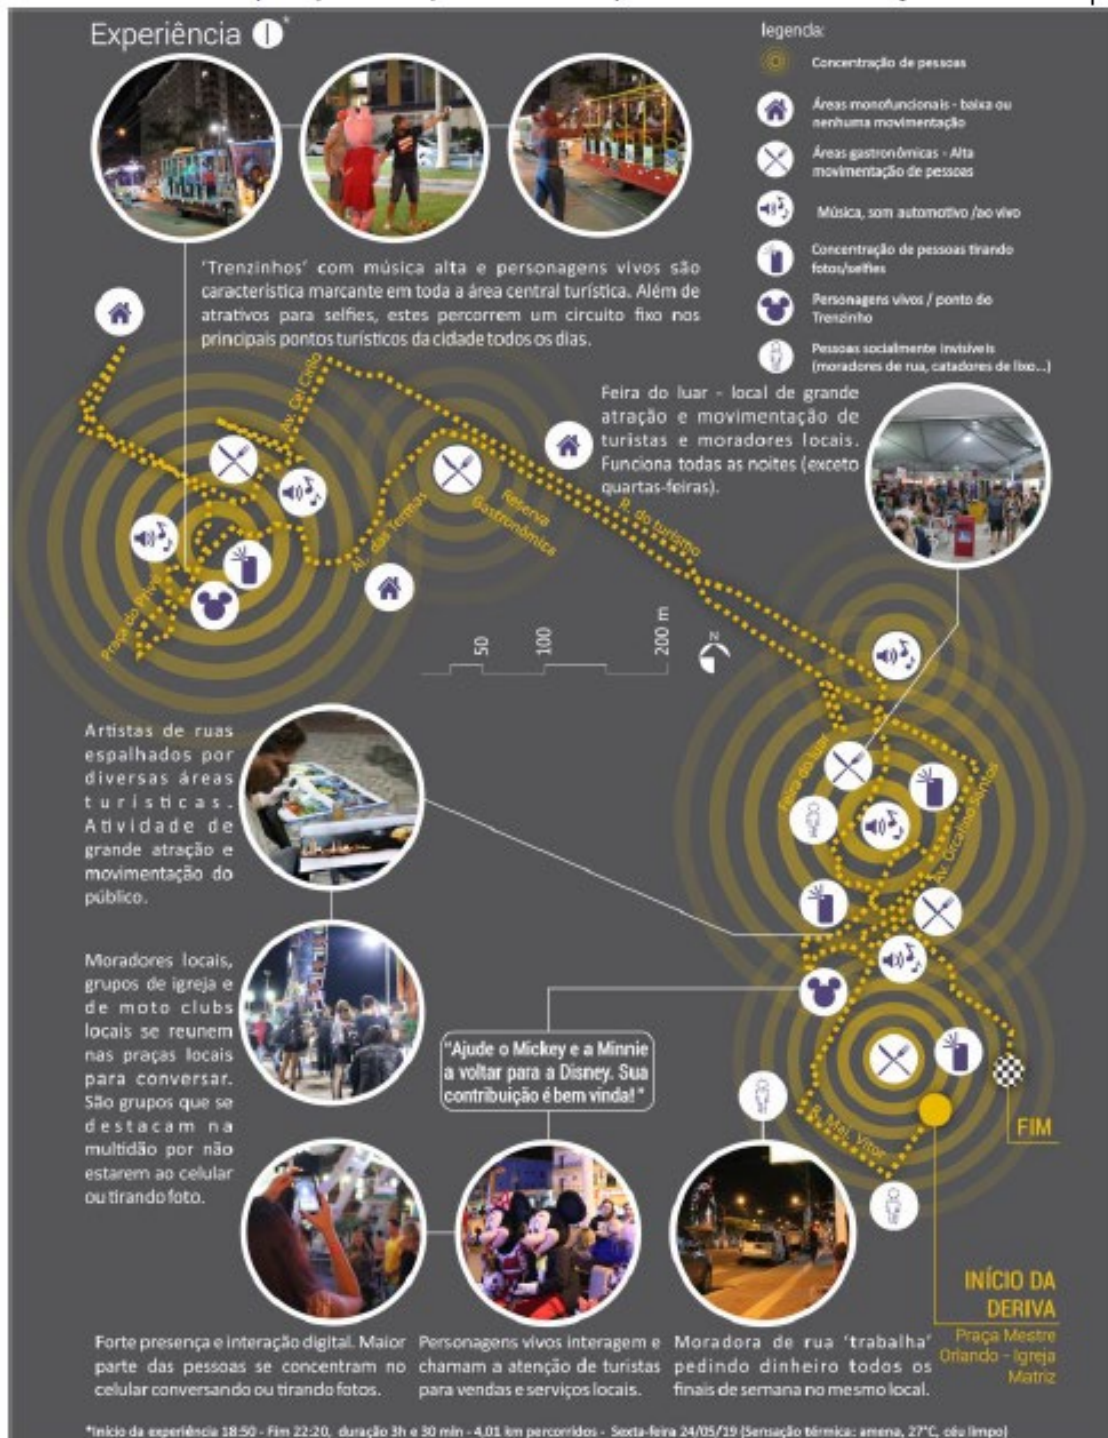 Experiência I*
legenda:
Concentração de pessoas
Áreas monofuncionais - baixa ou
nenhuma movimentação
Áreas gastronômicas - Alta
movimentação de pessoas
Música, som automotivo /ao vivo
Concentração de pessoas tirando
fotos/selfies
Personagens vivos / ponto do
Trenzinho
Pessoas socialmente invisíveis
(moradores de rua, catadores de lixo...)
'Trenzinhos' com música alta e personagens vivos são
característica marcante em toda a área central turística. Além de
atrativos para selfies, estes percorrem um circuito fixo nos
principais pontos turísticos da cidade todos os dias.
Feira do luar - local de grande
atração e movimentação de
turistas e moradores locais.
Funciona todas as noites (exceto
quartas-feiras).
Av. Cel Cirilo
Al. das Termas
Reserva
Gastronômica
R. do turismo
Praça do Privé
50
100
200 m
N
Feira do luar
Av. Orcalino Santos
Artistas de ruas
espalhados por
diversas áreas
turísticas.
Atividade de
grande atração e
movimentação do
público.
Moradores locais,
grupos de igreja e
de moto clubs
locais se reunem
nas praças locais
para conversar.
São grupos que se
destacam na
multidão por não
estarem ao celular
ou tirando foto.
"Ajude o Mickey e a Minnie
a voltar para a Disney. Sua
contribuição é bem vinda! "
R. Mal. Vitor
FIM
INÍCIO DA
DERIVA
Praça Mestre
Orlando - Igreja
Matriz
Forte presença e interação digital. Maior
parte das pessoas se concentram no
celular conversando ou tirando fotos.
Personagens vivos interagem e
chamam a atenção de turistas
para vendas e serviços locais.
Moradora de rua 'trabalha'
pedindo dinheiro todos os
finais de semana no mesmo local.
*Início da experiência 18:50 - Fim 22:20, duração 3h e 30 min - 4,01 km percorridos - Sexta-feira 24/05/19 (Sensação térmica: amena, 27°C, céu limpo)